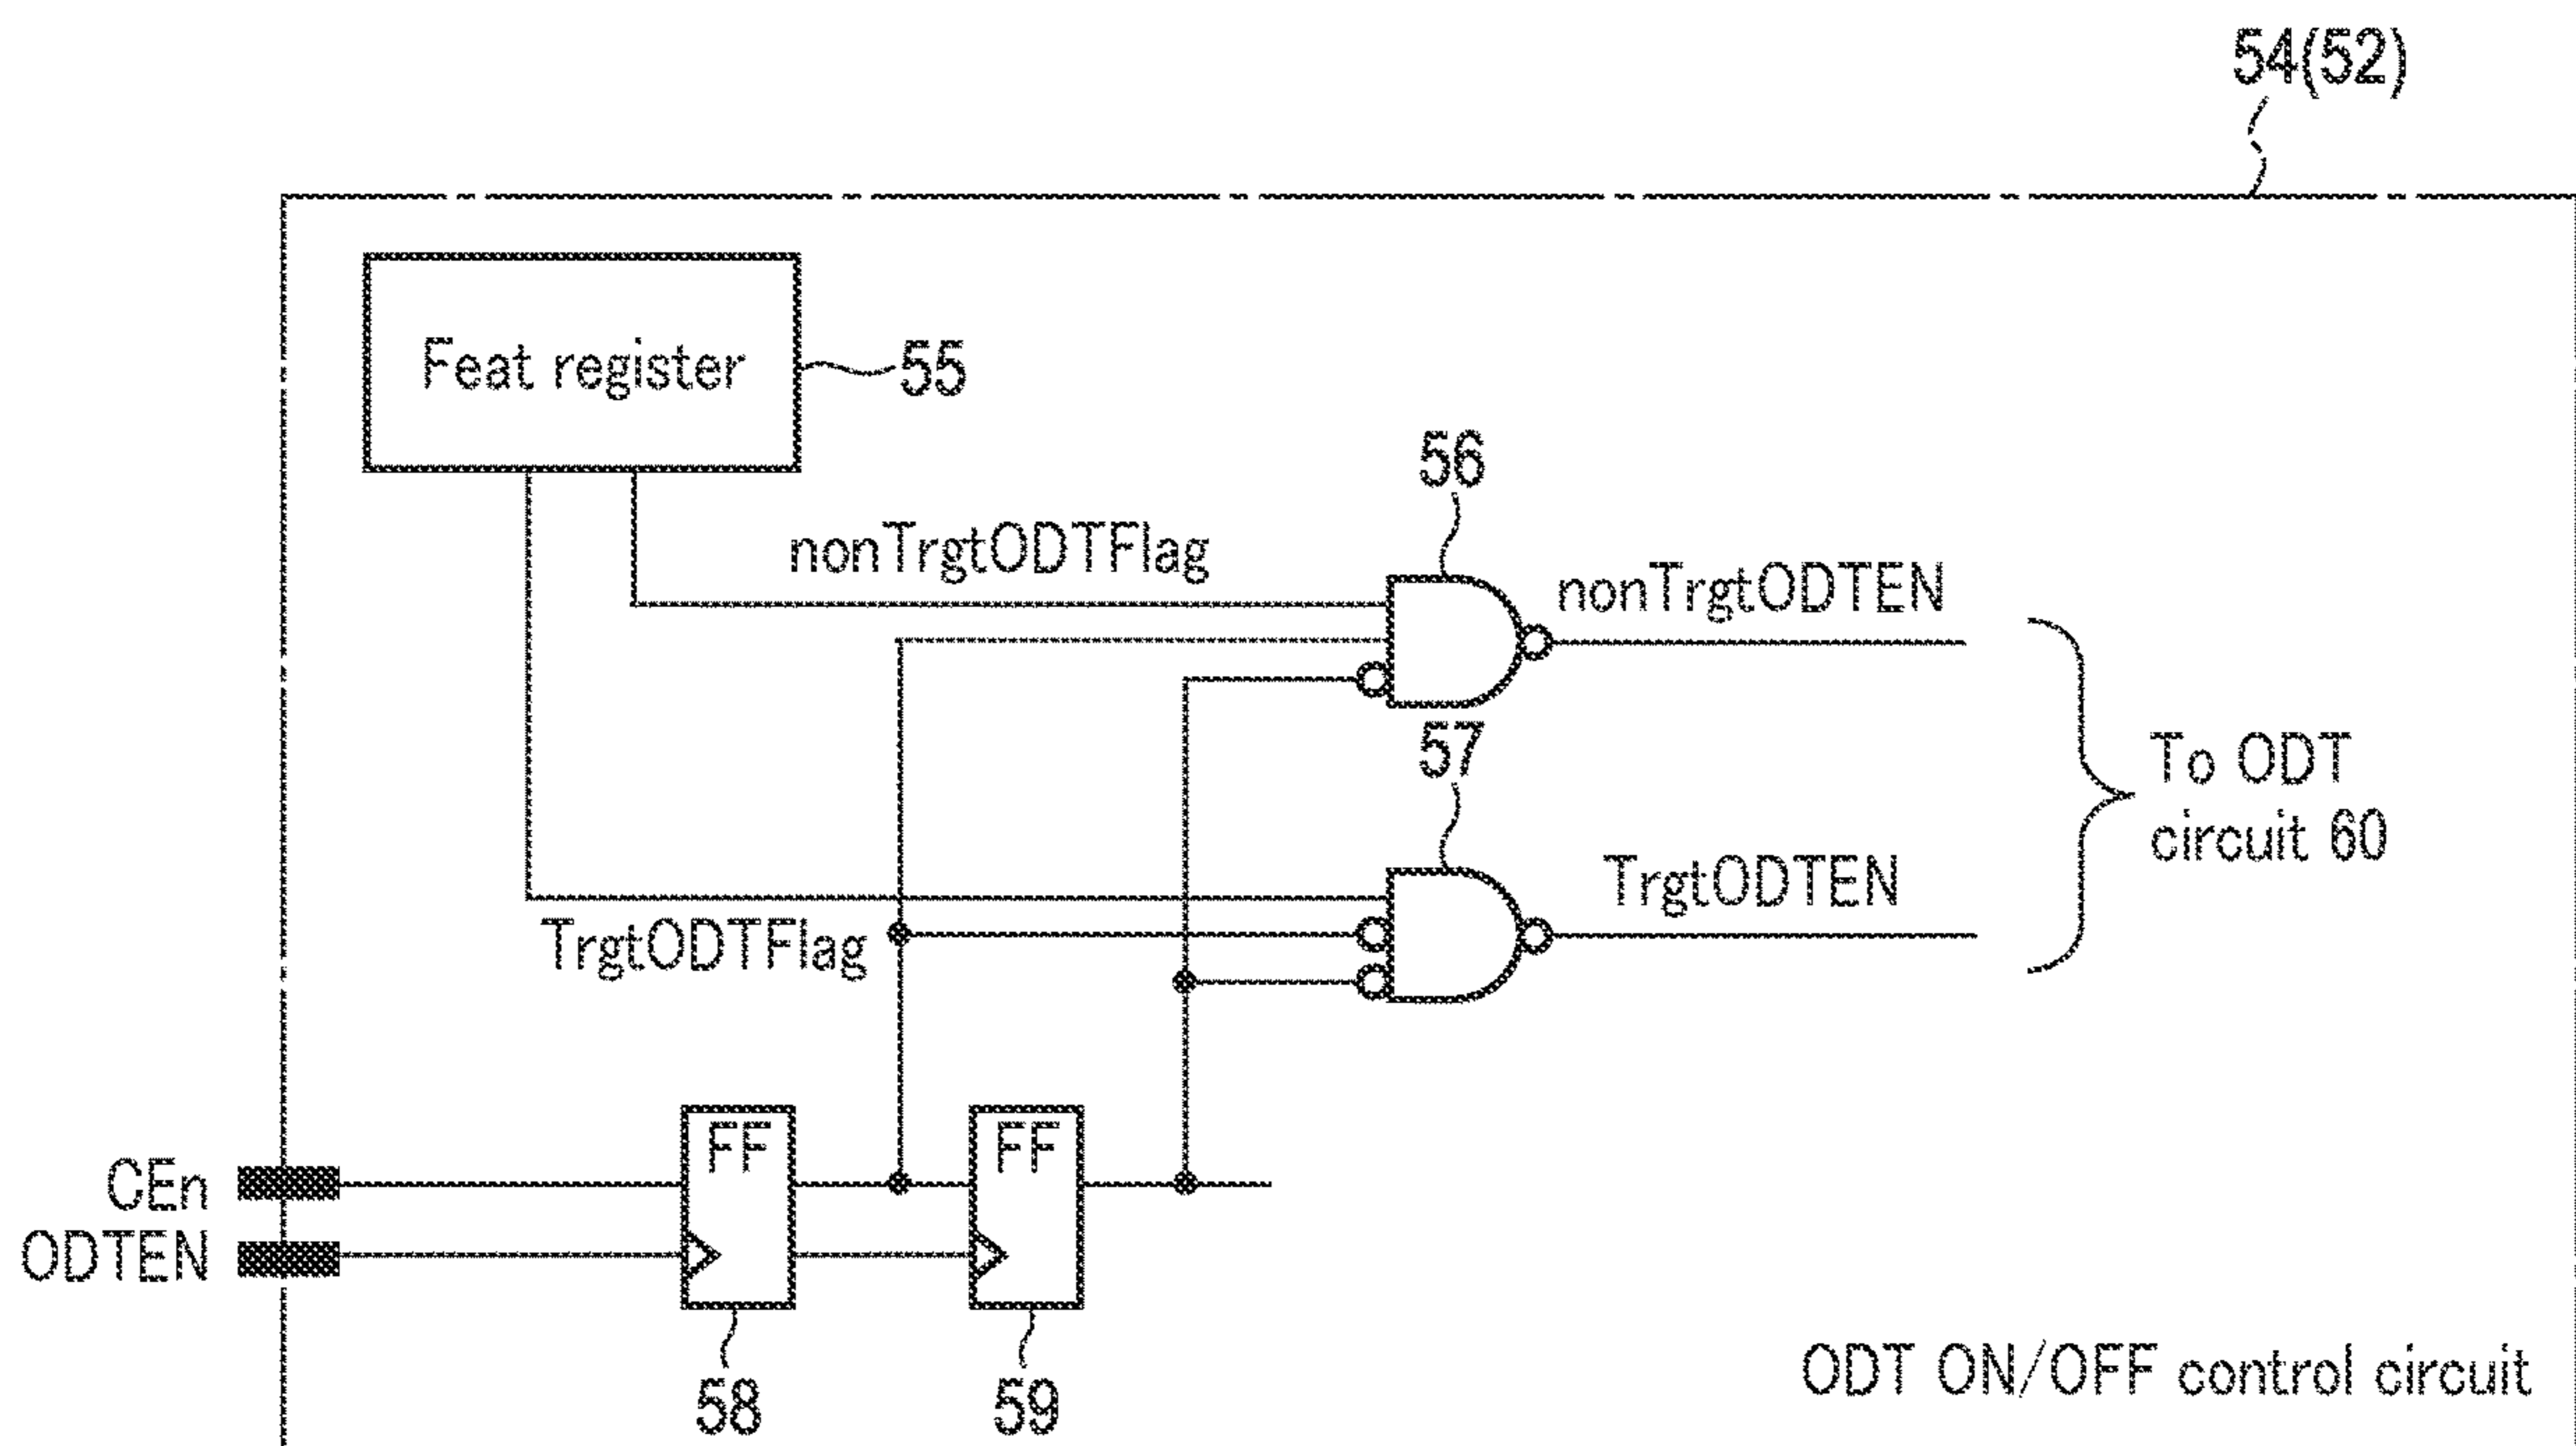 54(52)
Feat register
55
56
nonTrgtODTFlag
nonTrgtODTEN
57
To ODT
circuit 60
TrgtODTEN
TrgtODTFlag
FF
FF
CEn
ODTEN
58
59
ODT ON/OFF control circuit